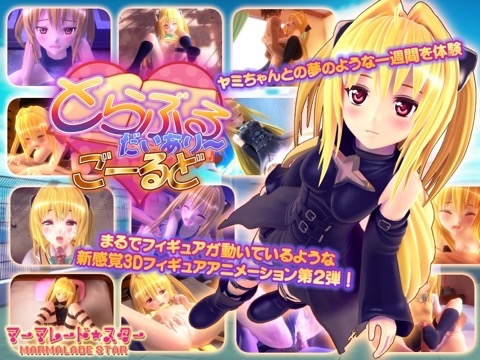 ヤミちゃんとの夢のような一週間を体験
とらぶる
だいありー
ごーるど
まるでフィギュアが動いているような
新感覚3Dフィギュアアニメーション第2弾！
マーマレード★スター
MARMALADE STAR